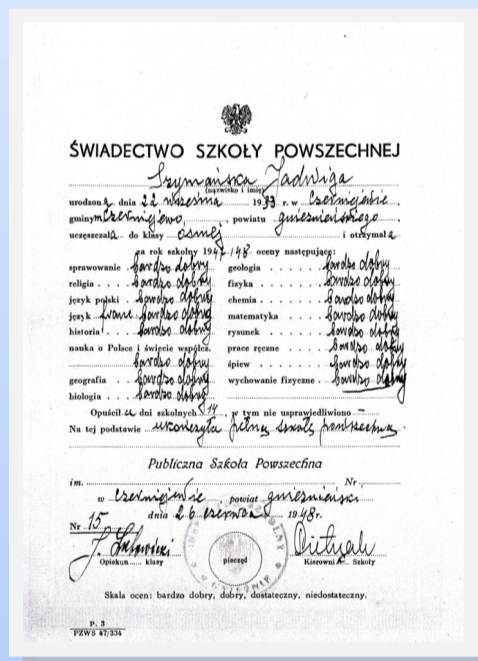 ŚWIADECTWO SZKOŁY POWSZECHNEJ
Szymańska Jadwiga
(nazwisko i imię)
urodzona dnia 22 września 1933 r. w Czerniejewie,
gminy Czerniejewo, powiatu gnieźnieńskiego
uczęszczała do klasy ósmej i otrzymała
za rok szkolny 1947/48 oceny następujące:
sprawowanie bardzo dobry geologia bardzo dobry
religia bardzo dobry fizyka bardzo dobry
język polski bardzo dobry chemia bardzo dobry
język franc. bardzo dobry matematyka bardzo dobry
historia bardzo dobry rysunek bardzo dobry
nauka o Polsce i świecie współcz. prace ręczne bardzo dobry
bardzo dobry śpiew bardzo dobry
geografia bardzo dobry wychowanie fizyczne bardzo dobry
biologia bardzo dobry
Opuściła dni szkolnych 14, w tym nie usprawiedliwiono –
Na tej podstawie ukończyła pełną szkołę powszechną.
Publiczna Szkoła Powszechna
im. Nr
w Czerniejewie, powiat gnieźnieński
dnia 26 czerwca 1948 r.
Nr 15
Opiekun klasy pieczęć Kierownik Szkoły
Skala ocen: bardzo dobry, dobry, dostateczny, niedostateczny.
P. 3
PZWS 47/334